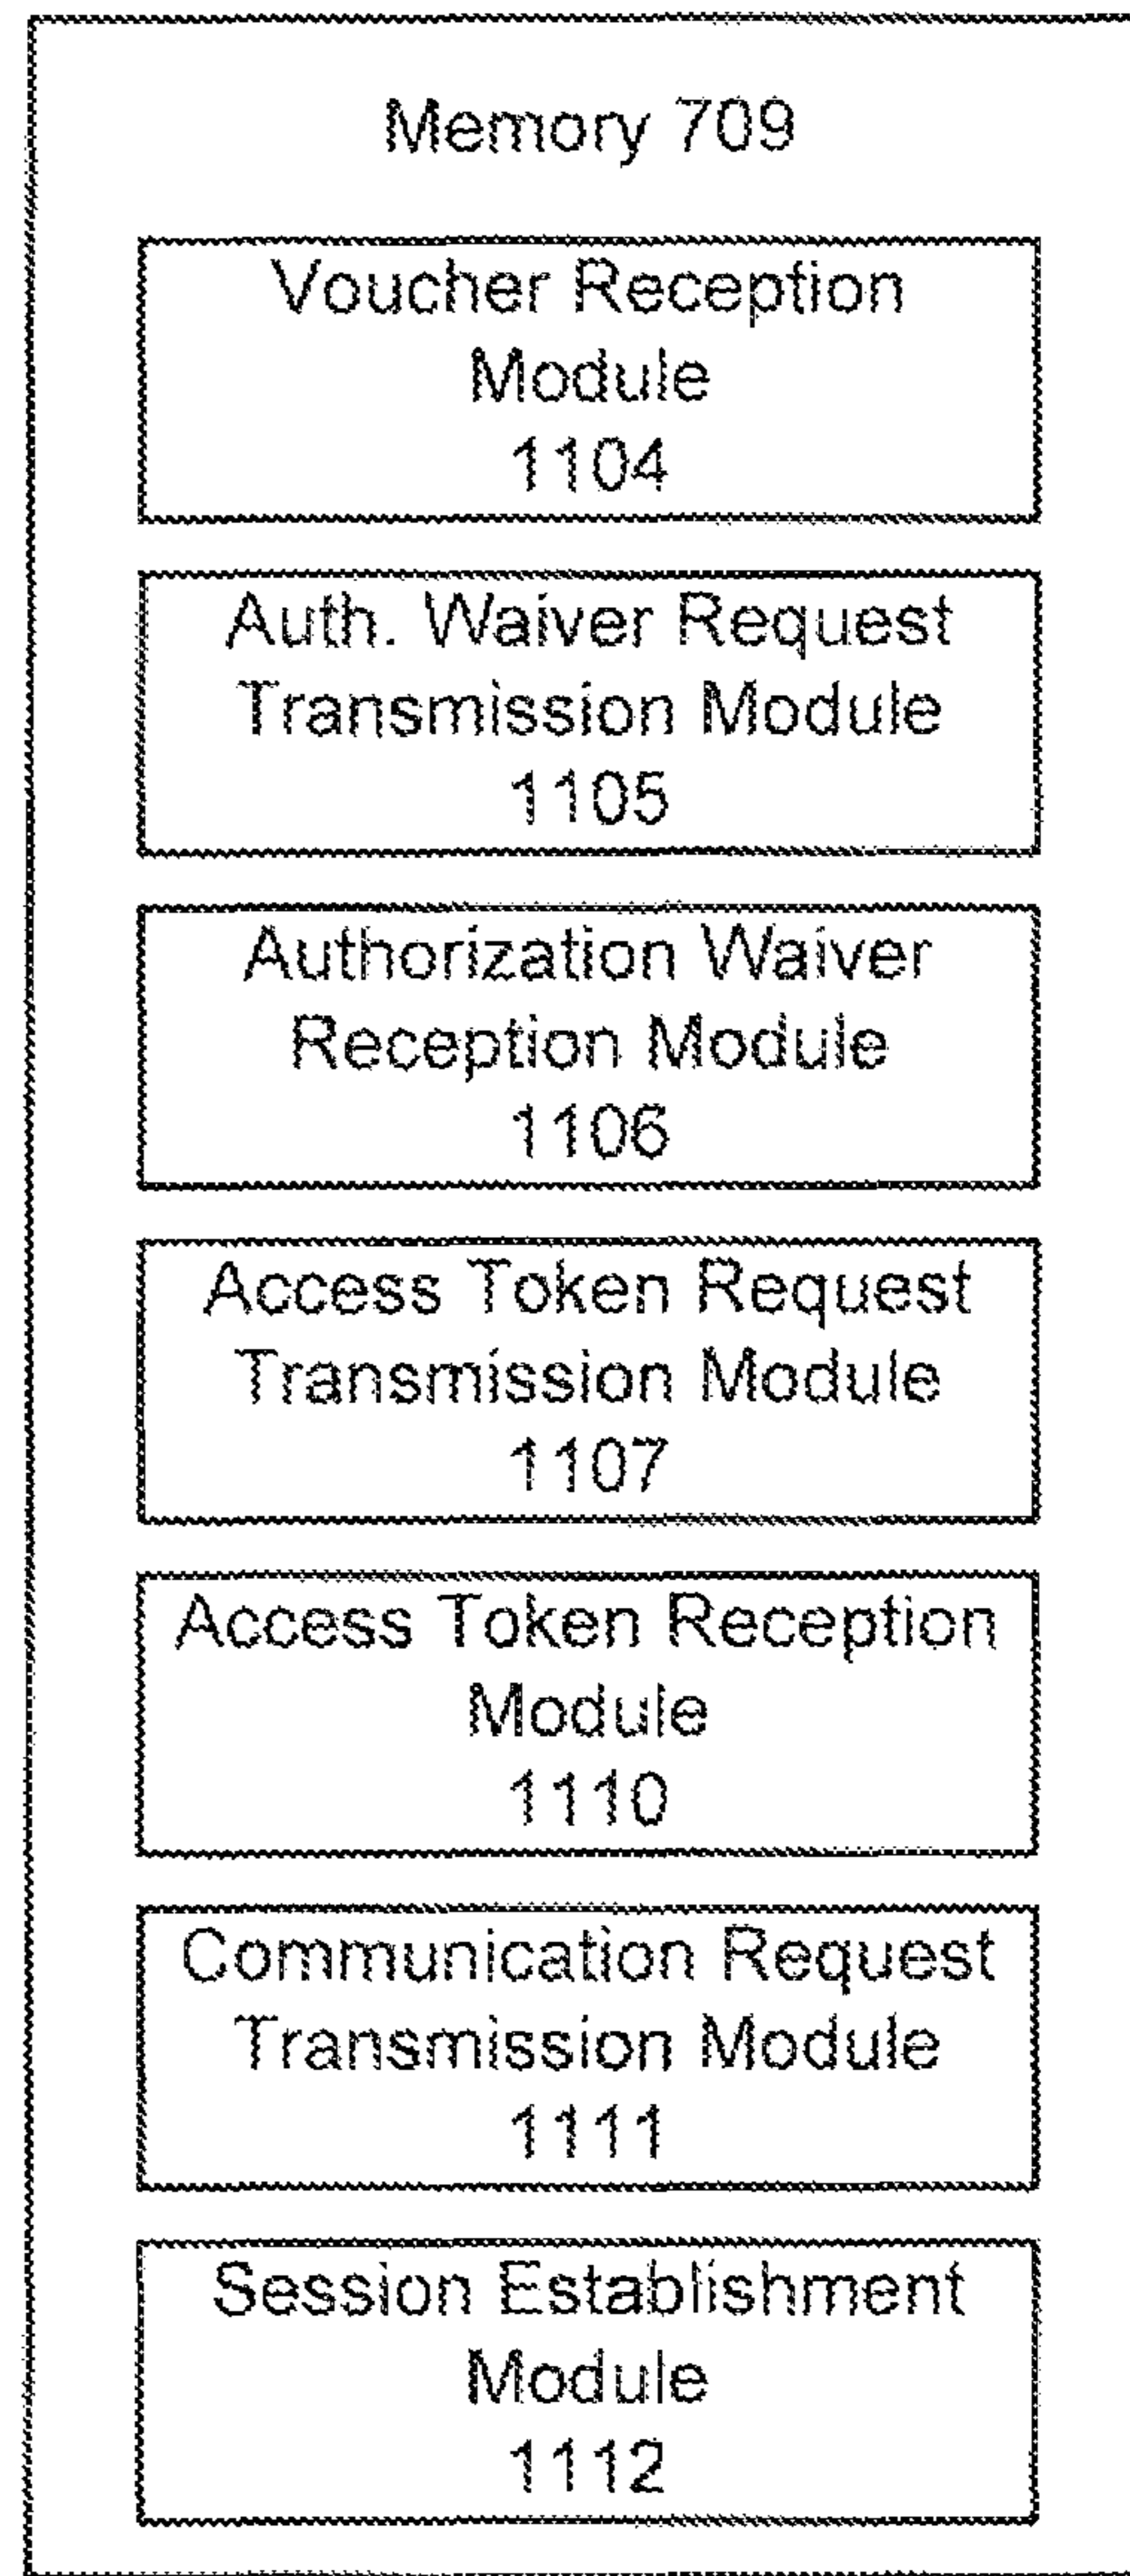 Memory 709
Voucher Reception
Module
1104
Auth. Waiver Request
Transmission Module
1105
Authorization Waiver
Reception Module
1106
Access Token Request
Transmission Module
1107
Access Token Reception
Module
1110
Communication Request
Transmission Module
1111
Session Establishment
Module
1112